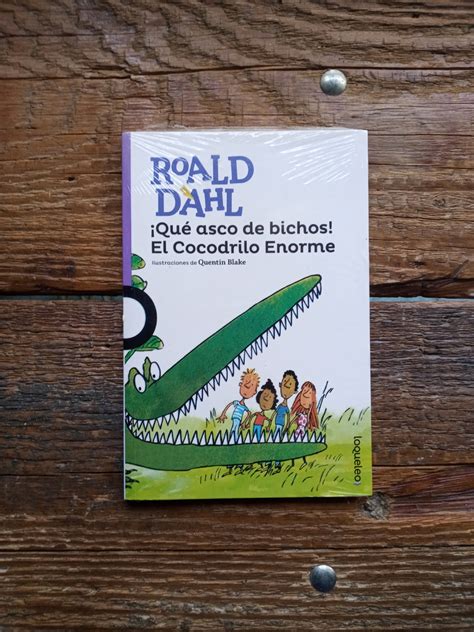 ROALD
DAHL
¡Qué asco de bichos!
El Cocodrilo Enorme
Ilustraciones de Quentin Blake
loqueleo